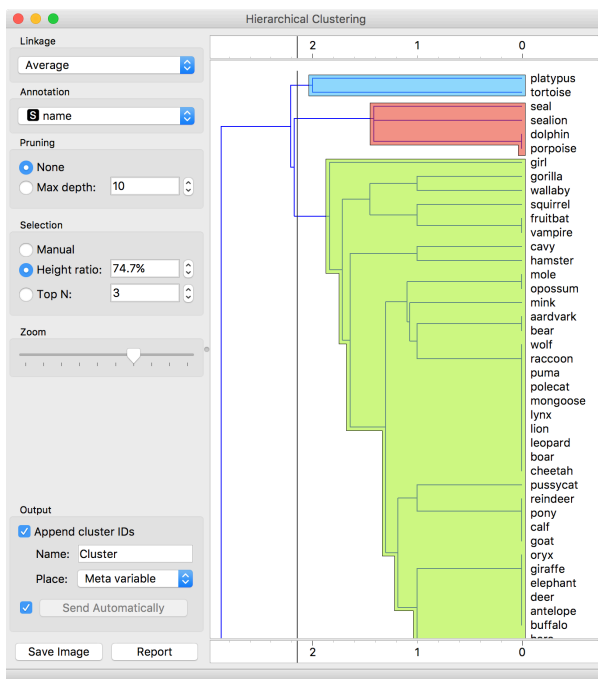 Hierarchical Clustering
Linkage
Average
Annotation
S name
Pruning
None
Max depth: 10
Selection
Manual
Height ratio: 74.7%
Top N: 3
Zoom
Output
Append cluster IDs
Name: Cluster
Place: Meta variable
Send Automatically
Save Image Report
2 1 0
platypus
tortoise
seal
sealion
dolphin
porpoise
girl
gorilla
wallaby
squirrel
fruitbat
vampire
cavy
hamster
mole
opossum
mink
aardvark
bear
wolf
raccoon
puma
polecat
mongoose
lynx
lion
leopard
boar
cheetah
pussycat
reindeer
pony
calf
goat
oryx
giraffe
elephant
deer
antelope
buffalo
2 1 0